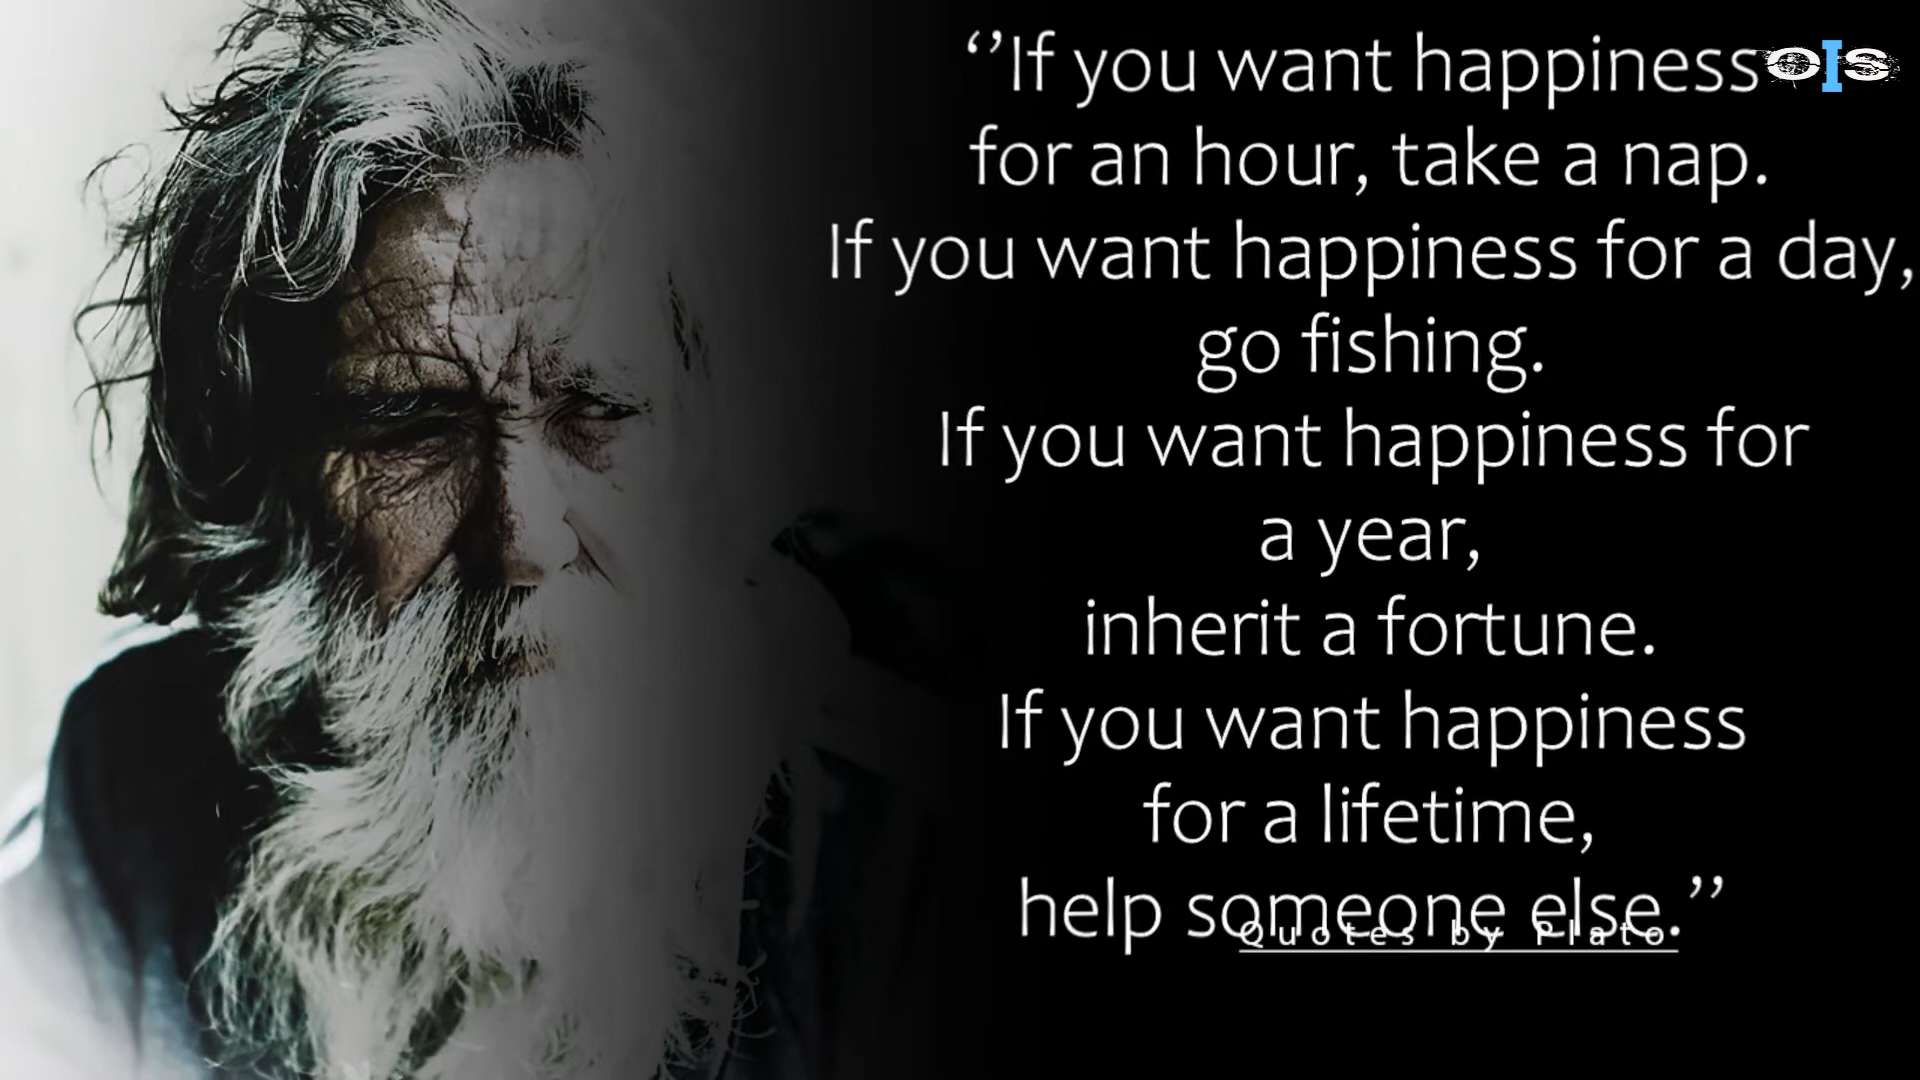 ‘’If you want happiness
OIS
for an hour, take a nap.
If you want happiness for a day,
go fishing.
If you want happiness for
a year,
inherit a fortune.
If you want happiness
for a lifetime,
help someone else.’’
Quotes by Plato